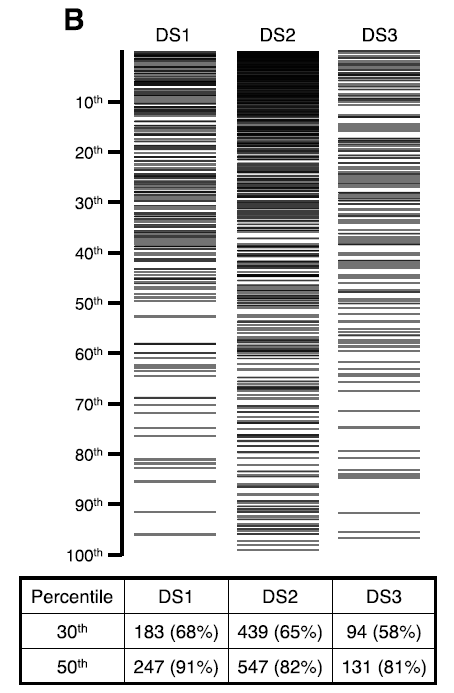 B
DS1 DS2 DS3
10th
20th
30th
40th
50th
60th
70th
80th
90th
100th
Percentile DS1 DS2 DS3
30th 183 (68%) 439 (65%) 94 (58%)
50th 247 (91%) 547 (82%) 131 (81%)